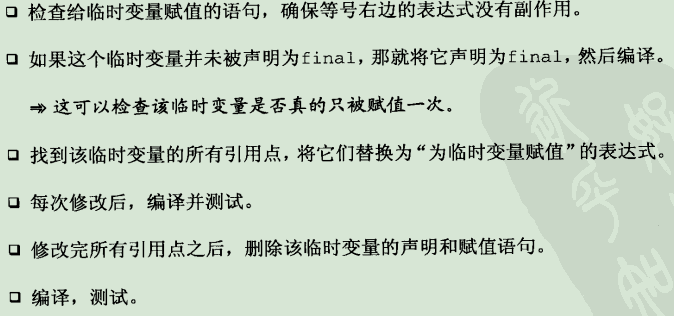 ❑ 检查给临时变量赋值的语句，确保等号右边的表达式没有副作用。
❑ 如果这个临时变量并未被声明为final，那就将它声明为final，然后编译。
⇒ 这可以检查该临时变量是否真的只被赋值一次。
❑ 找到该临时变量的所有引用点，将它们替换为“为临时变量赋值”的表达式。
❑ 每次修改后，编译并测试。
❑ 修改完所有引用点之后，删除该临时变量的声明和赋值语句。
❑ 编译，测试。